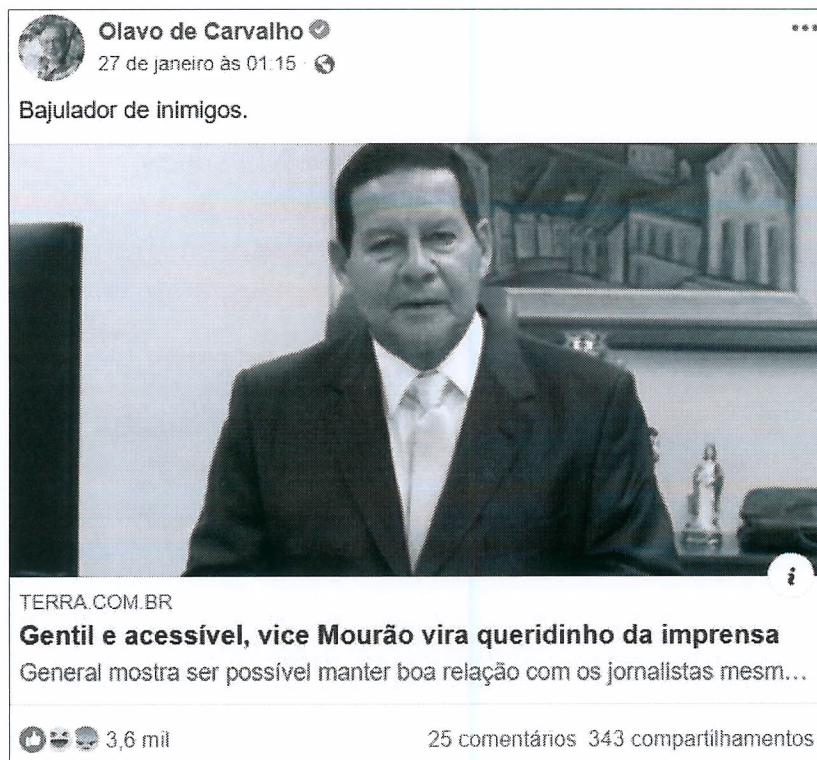 Olavo de Carvalho
27 de janeiro às 01:15
Bajulador de inimigos.
i
TERRA.COM.BR
Gentil e acessível, vice Mourão vira queridinho da imprensa
General mostra ser possível manter boa relação com os jornalistas mesm...
3,6 mil
25 comentários 343 compartilhamentos